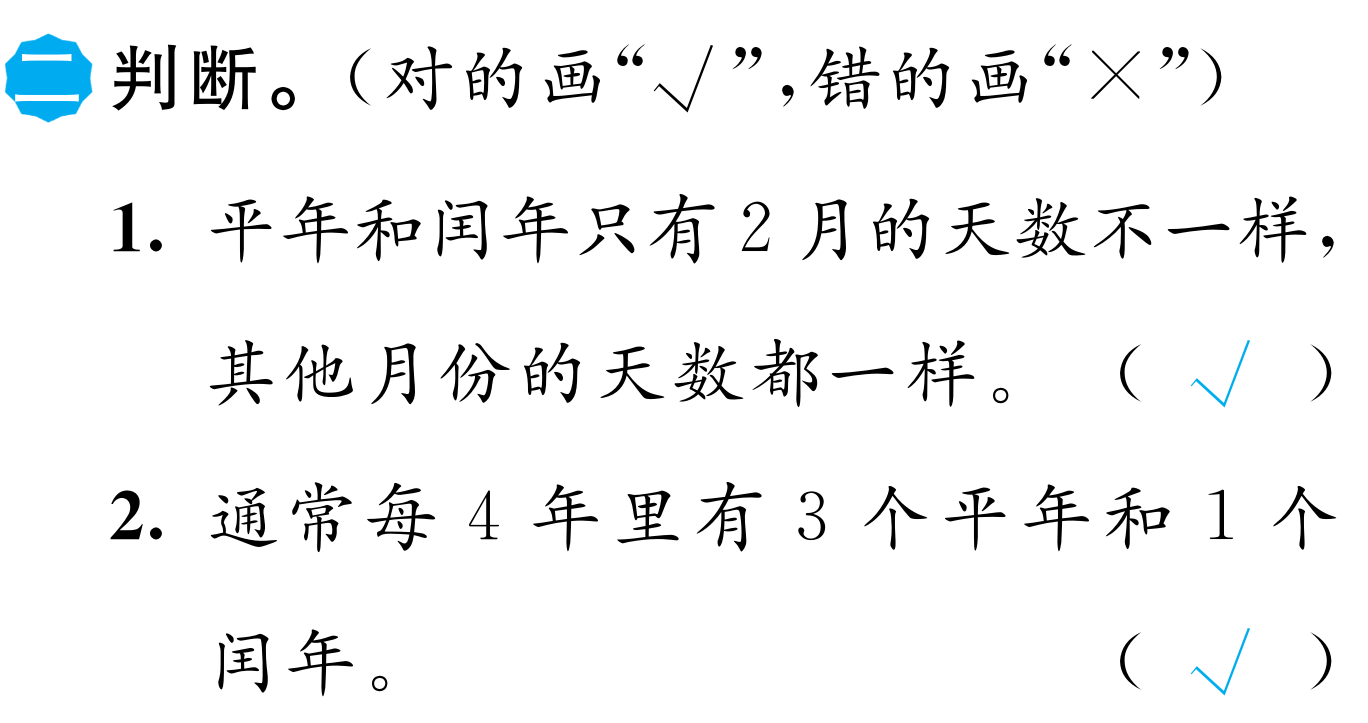 二 判断。(对的画“√”,错的画“×”)
1. 平年和闰年只有 2 月的天数不一样,
其他月份的天数都一样。 ( √ )
2. 通常每 4 年里有 3 个平年和 1 个
闰年。 ( √ )